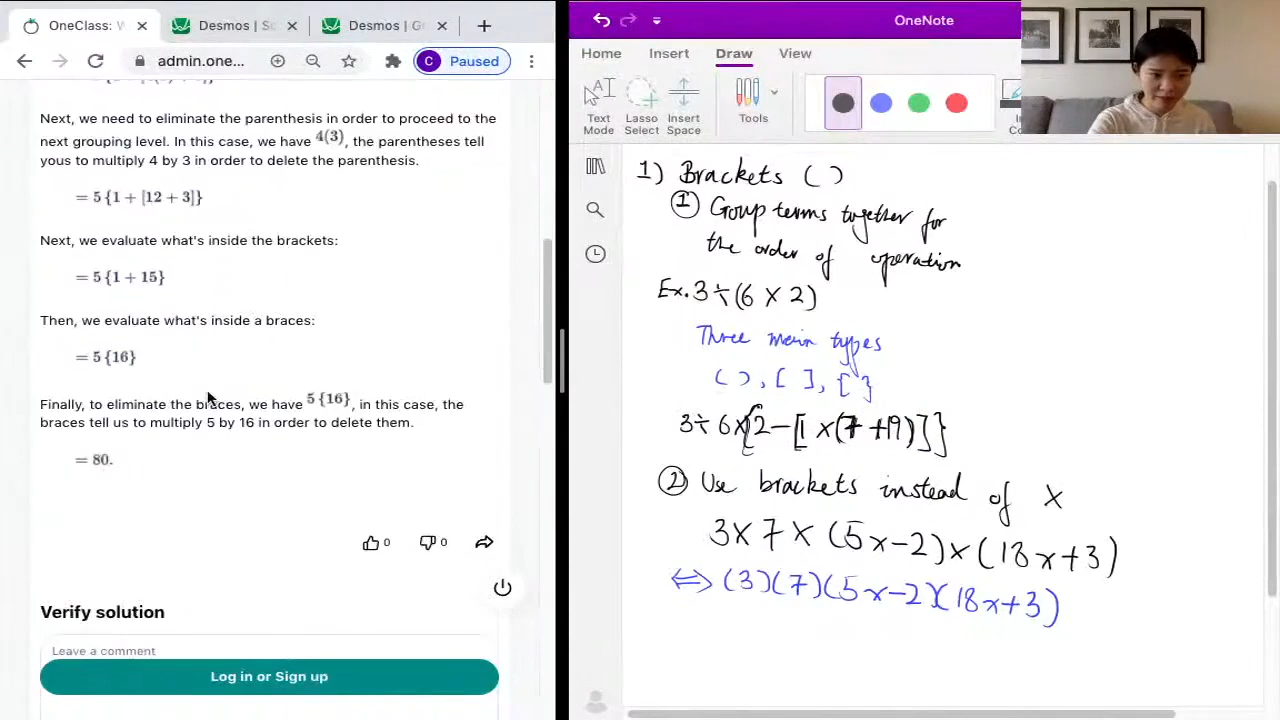 OneClass: W
Desmos | Sc
Desmos | Gr
admin.one...
Paused
Next, we need to eliminate the parenthesis in order to proceed to the
next grouping level. In this case, we have 4(3), the parentheses tell
yous to multiply 4 by 3 in order to delete the parenthesis.
= 5 {1 + [12 + 3]}
Next, we evaluate what's inside the brackets:
= 5 {1 + 15}
Then, we evaluate what's inside a braces:
= 5 {16}
Finally, to eliminate the braces, we have 5 {16}, in this case, the
braces tell us to multiply 5 by 16 in order to delete them.
= 80.
0
0
Verify solution
Leave a comment
Log in or Sign up
OneNote
Home Insert Draw View
Text Mode
Lasso Select
Insert Space
Tools
1) Brackets ( )
① Group terms together for
the order of operation
Ex. 3 ÷ (6 × 2)
Three main types
( ), [ ], { }
3 ÷ 6 × {2 − [1 × (7 + 19)]}
② Use brackets instead of ×
3 × 7 × (5x − 2) × (18x + 3)
⇔ (3)(7)(5x − 2)(18x + 3)